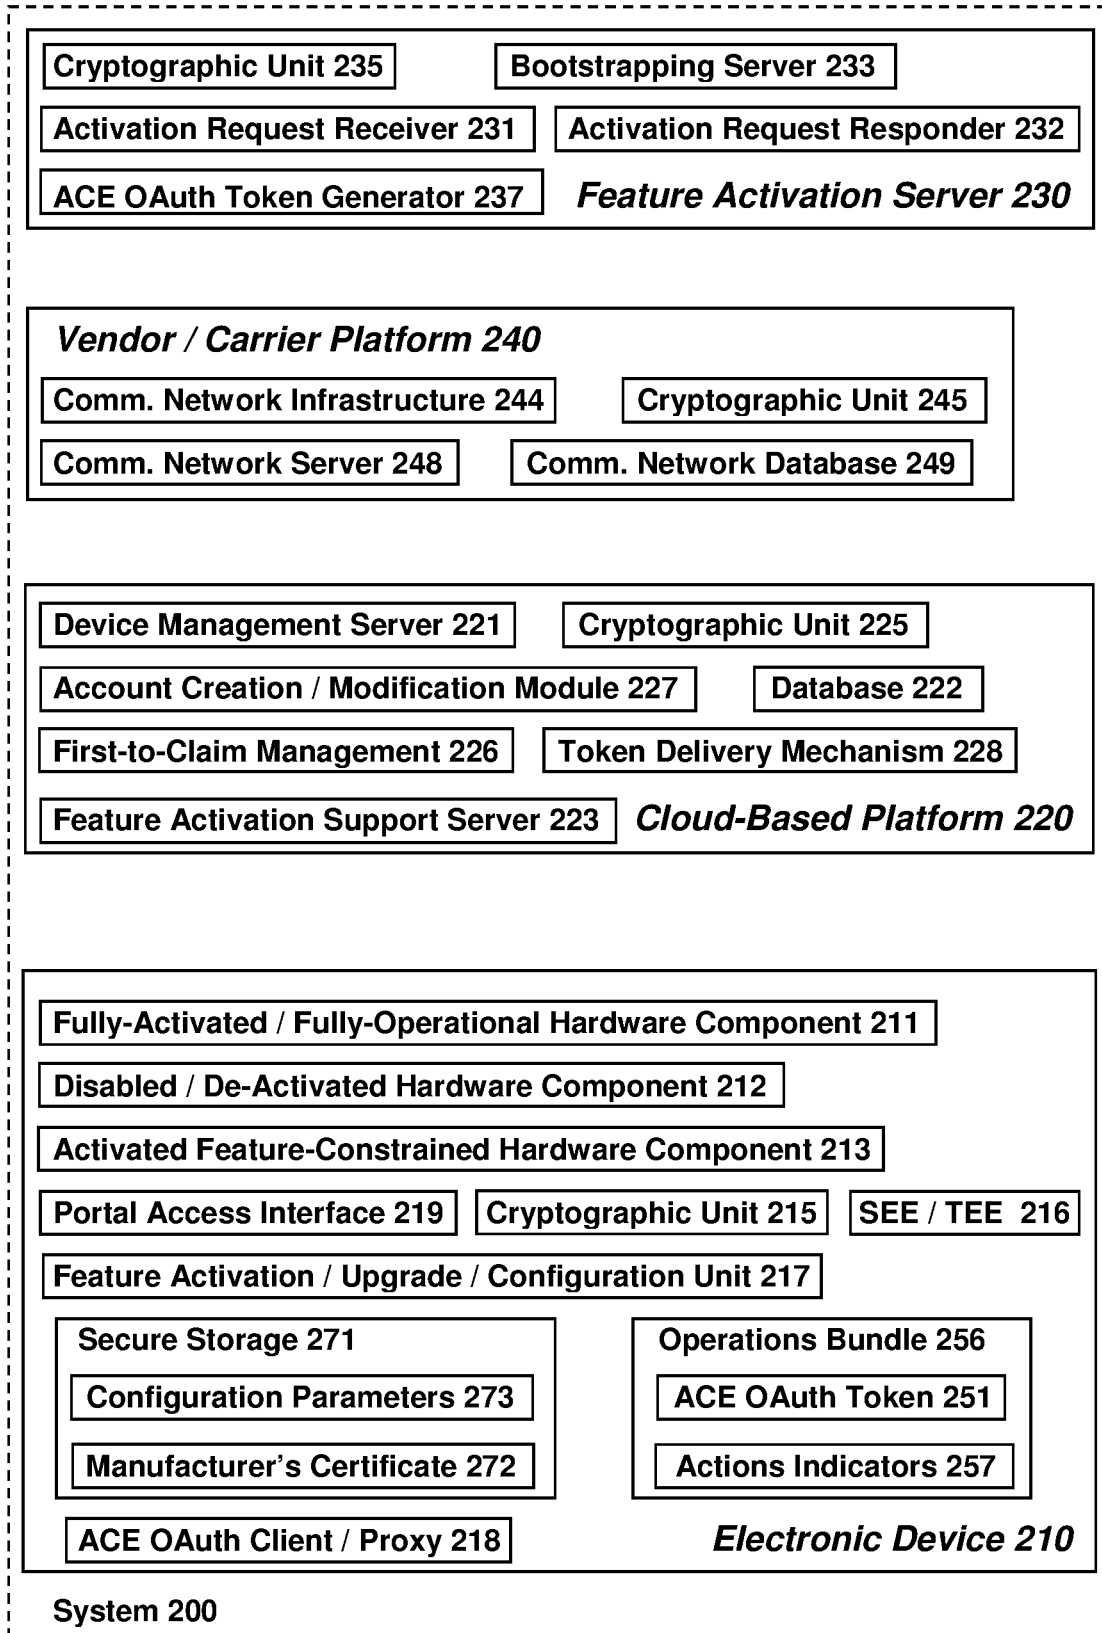 Cryptographic Unit 235 Bootstrapping Server 233
Activation Request Receiver 231 Activation Request Responder 232
ACE OAuth Token Generator 237 Feature Activation Server 230
Vendor / Carrier Platform 240
Comm. Network Infrastructure 244 Cryptographic Unit 245
Comm. Network Server 248 Comm. Network Database 249
Device Management Server 221 Cryptographic Unit 225
Account Creation / Modification Module 227 Database 222
First-to-Claim Management 226 Token Delivery Mechanism 228
Feature Activation Support Server 223 Cloud-Based Platform 220
Fully-Activated / Fully-Operational Hardware Component 211
Disabled / De-Activated Hardware Component 212
Activated Feature-Constrained Hardware Component 213
Portal Access Interface 219 Cryptographic Unit 215 SEE / TEE 216
Feature Activation / Upgrade / Configuration Unit 217
Secure Storage 271 Operations Bundle 256
Configuration Parameters 273 ACE OAuth Token 251
Manufacturer's Certificate 272 Actions Indicators 257
ACE OAuth Client / Proxy 218 Electronic Device 210
System 200